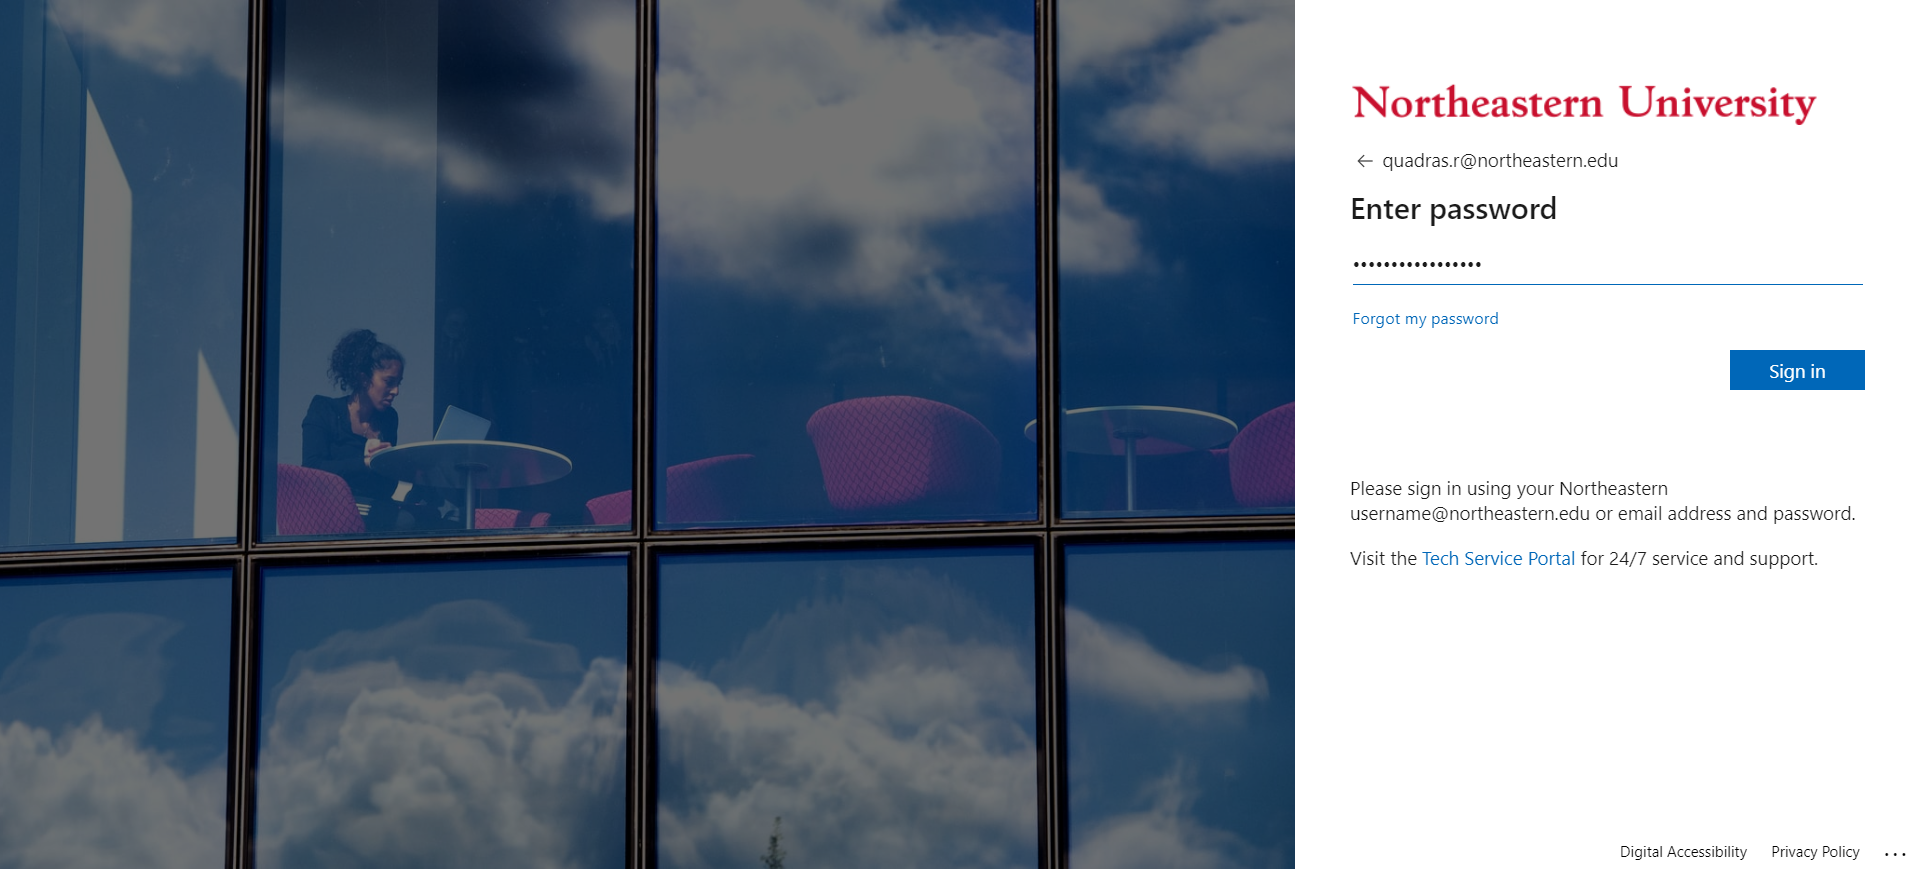 Northeastern University
quadras.r@northeastern.edu
Enter password
•••••••••••••••••
Forgot my password
Sign in
Please sign in using your Northeastern
username@northeastern.edu or email address and password.
Visit the Tech Service Portal for 24/7 service and support.
Digital Accessibility Privacy Policy ...